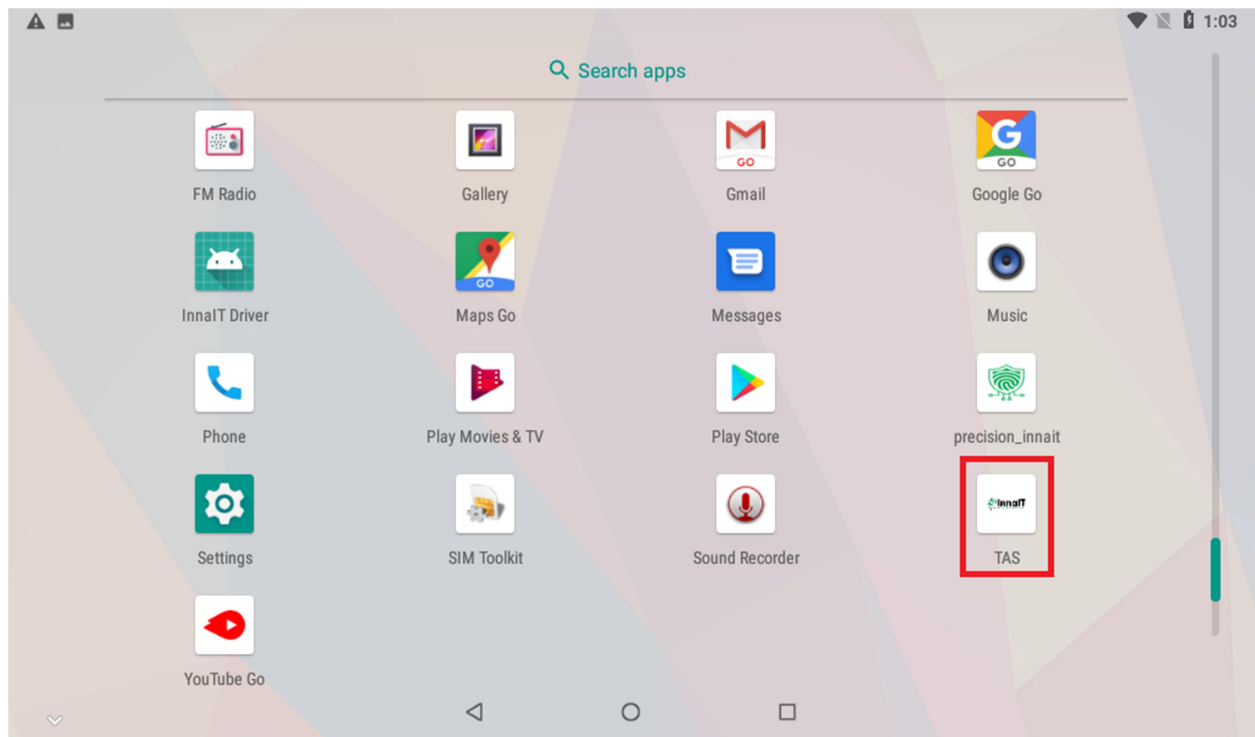 1:03
Search apps
GO
GO
FM Radio Gallery Gmail Google Go
GO
InnaIT Driver Maps Go Messages Music
Phone Play Movies & TV Play Store precision_innait
InnaIT
Settings SIM Toolkit Sound Recorder TAS
YouTube Go